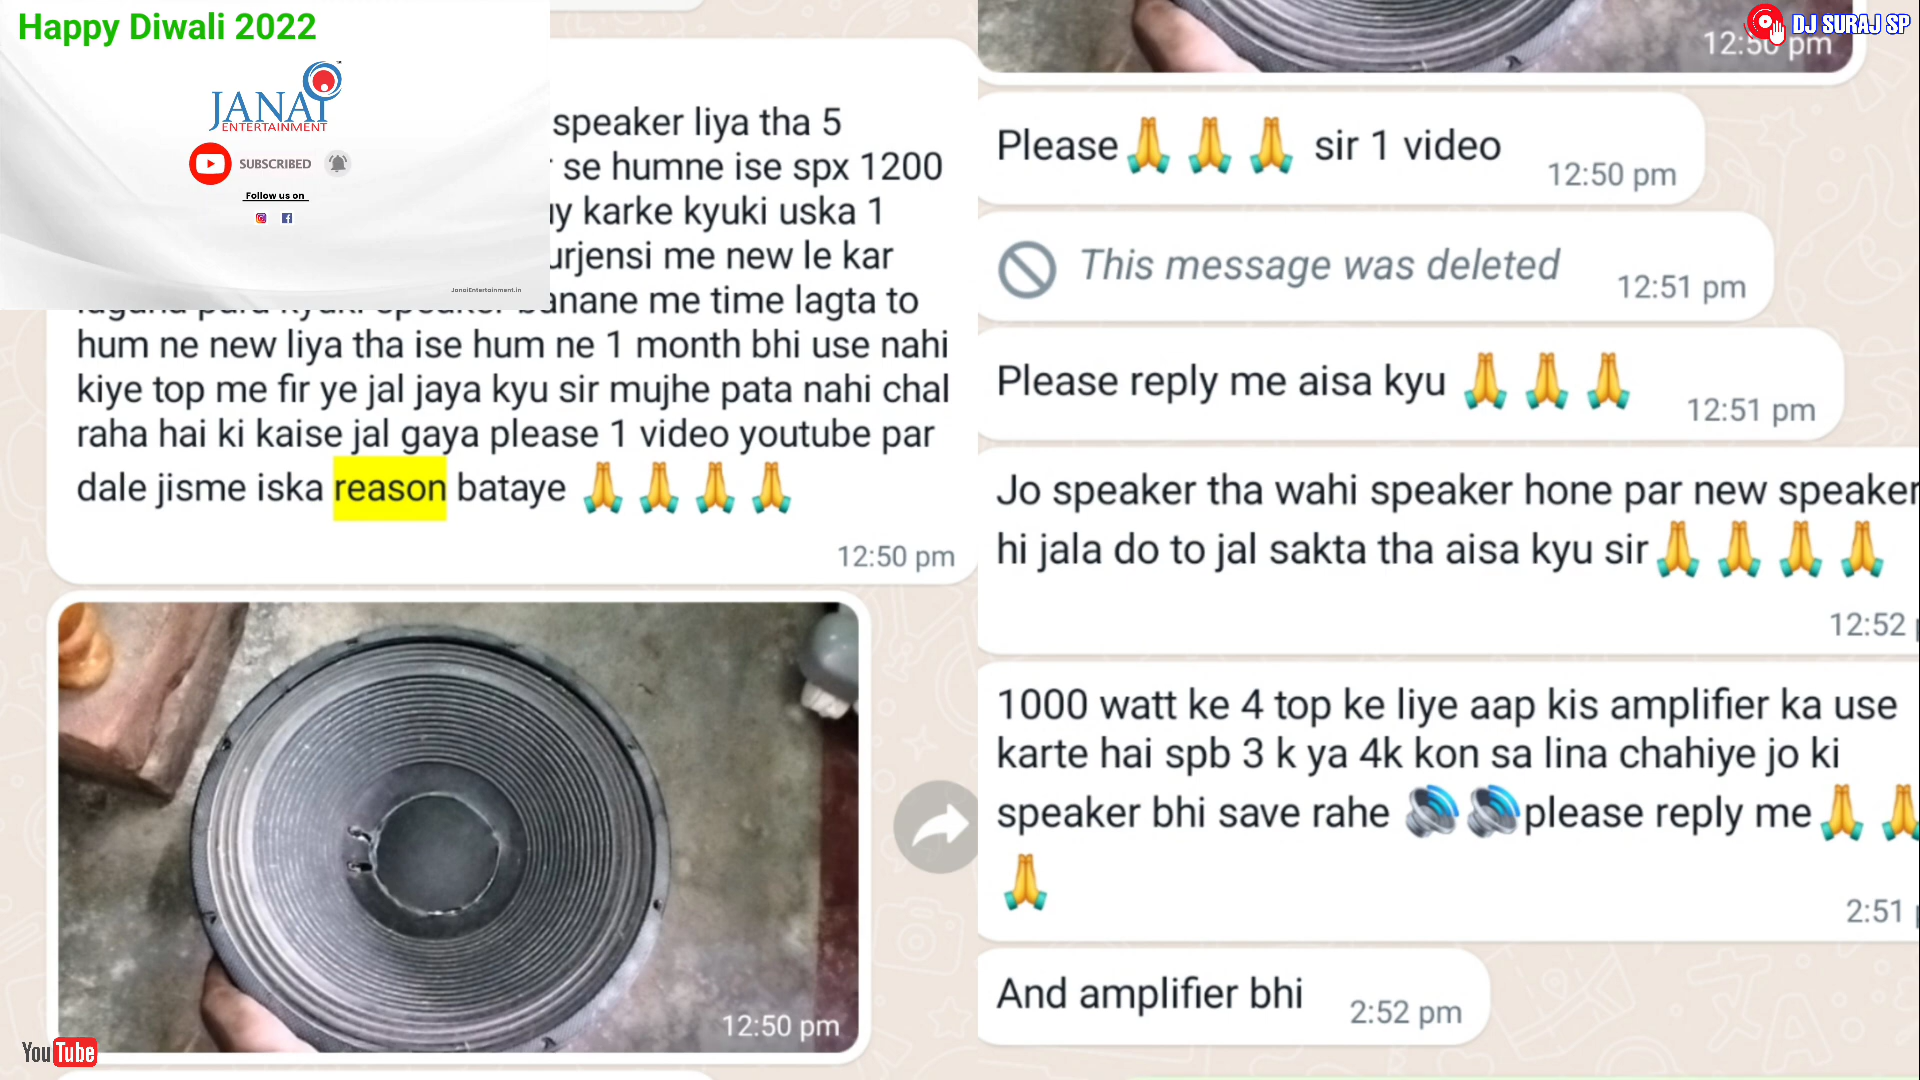 Happy Diwali 2022
JANAI
ENTERTAINMENT
SUBSCRIBED
Follow us on
JanaiEntertainment.in
speaker liya tha 5
se humne ise spx 1200
karke kyuki uska 1
me new le kar
lagana para kyuki speaker banane me time lagta to
hum ne new liya tha ise hum ne 1 month bhi use nahi
kiye top me fir ye jal jaya kyu sir mujhe pata nahi chal
raha hai ki kaise jal gaya please 1 video youtube par
dale jisme iska reason bataye 🙏 🙏 🙏 🙏
12:50 pm
12:50 pm
YouTube
DJ SURAJ SP
12:50 pm
Please🙏 🙏 🙏 sir 1 video
12:50 pm
This message was deleted
12:51 pm
Please reply me aisa kyu 🙏 🙏 🙏
12:51 pm
Jo speaker tha wahi speaker hone par new speaker
hi jala do to jal sakta tha aisa kyu sir🙏 🙏 🙏 🙏
12:52
1000 watt ke 4 top ke liye aap kis amplifier ka use
karte hai spb 3 k ya 4k kon sa lina chahiye jo ki
speaker bhi save rahe 🔊 🔊please reply me🙏 🙏
🙏
2:51
And amplifier bhi
2:52 pm